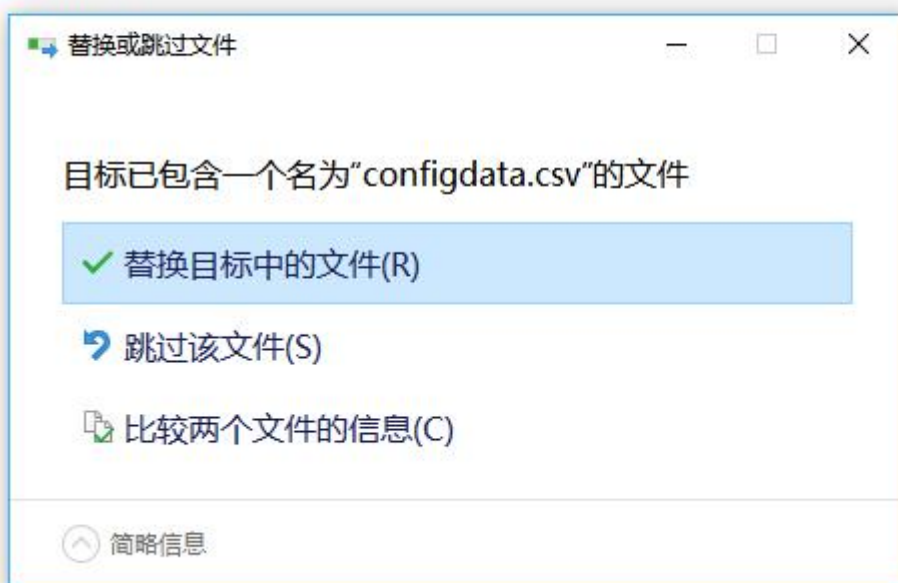 替换或跳过文件
目标已包含一个名为"configdata.csv"的文件
替换目标中的文件(R)
跳过该文件(S)
比较两个文件的信息(C)
简略信息